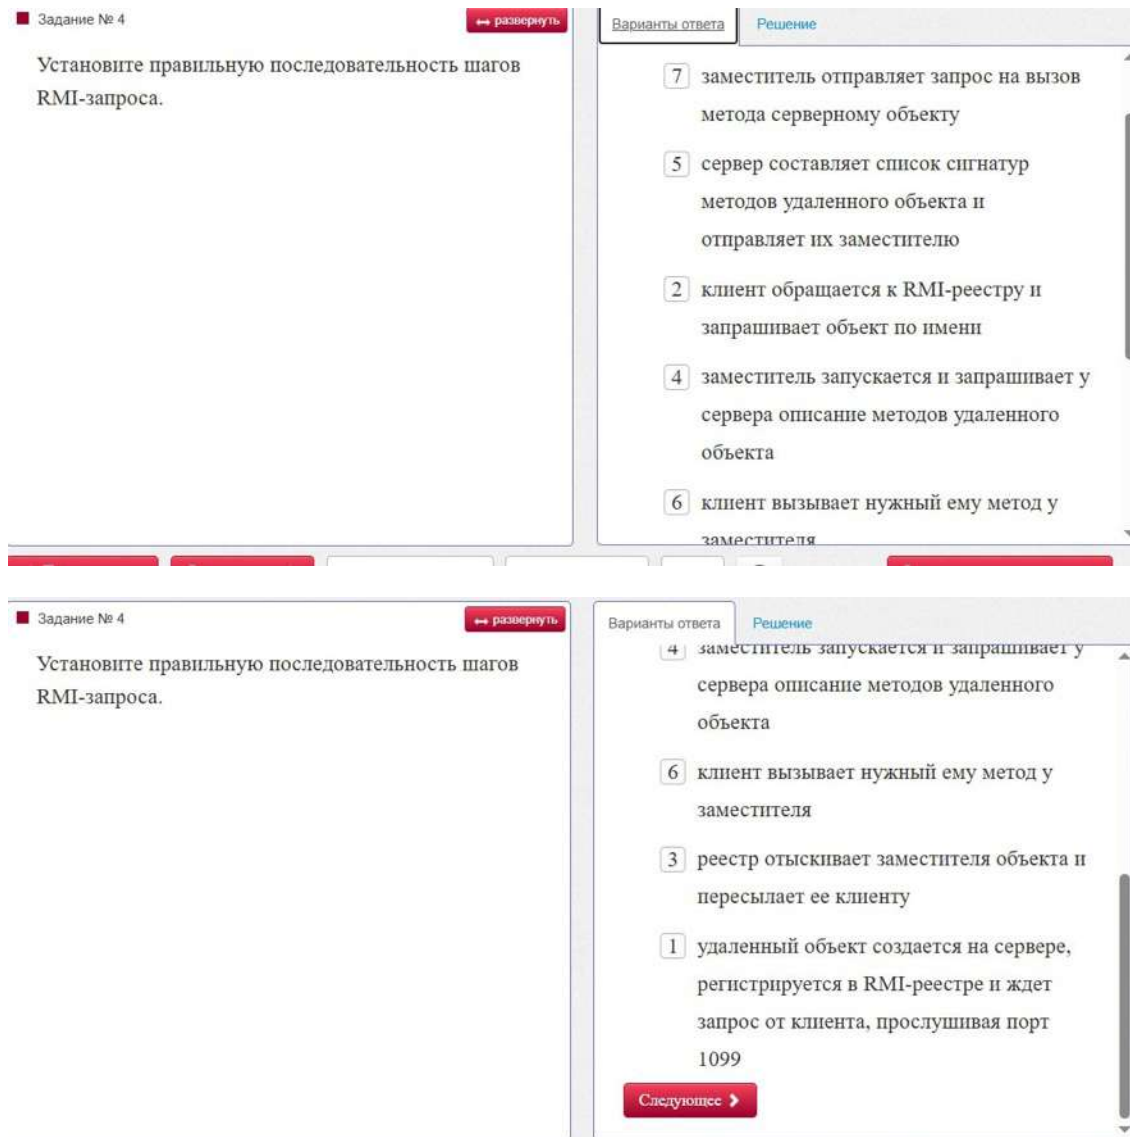 Задание № 4
развернуть
Установите правильную последовательность шагов
RMI-запроса.
Варианты ответа
Решение
7 заместитель отправляет запрос на вызов
метода серверному объекту
5 сервер составляет список сигнатур
методов удаленного объекта и
отправляет их заместителю
2 клиент обращается к RMI-реестру и
запрашивает объект по имени
4 заместитель запускается и запрашивает у
сервера описание методов удаленного
объекта
6 клиент вызывает нужный ему метод у
заместителя
Задание № 4
развернуть
Установите правильную последовательность шагов
RMI-запроса.
Варианты ответа
Решение
4 заместитель запускается и запрашивает у
сервера описание методов удаленного
объекта
6 клиент вызывает нужный ему метод у
заместителя
3 реестр отыскивает заместителя объекта и
пересылает ее клиенту
1 удаленный объект создается на сервере,
регистрируется в RMI-реестре и ждет
запрос от клиента, прослушивая порт
1099
Следующее